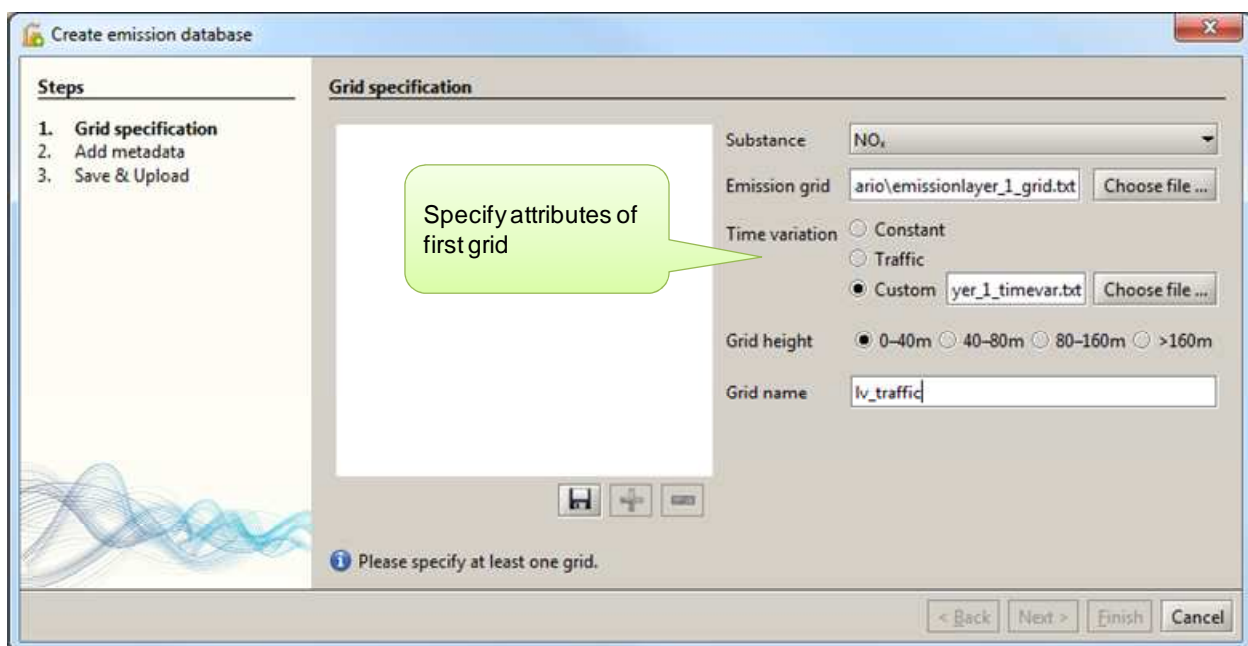 Create emission database
Steps
1. Grid specification
2. Add metadata
3. Save & Upload
Grid specification
Specify attributes of
first grid
Substance NOₓ
Emission grid ario\emissionlayer_1_grid.txt Choose file ...
Time variation Constant
Traffic
Custom yer_1_timevar.txt Choose file ...
Grid height 0–40m 40–80m 80–160m >160m
Grid name lv_traffic
Please specify at least one grid.
< Back Next > Finish Cancel